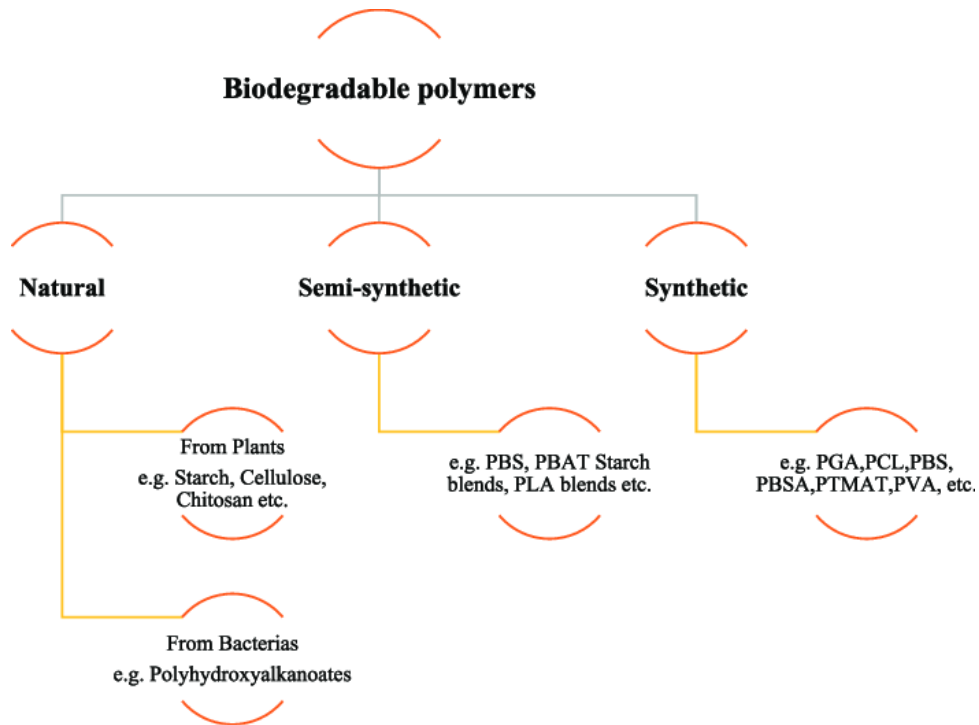 Biodegradable polymers
Natural
Semi-synthetic
Synthetic
From Plants
e.g. Starch, Cellulose,
Chitosan etc.
e.g. PBS, PBAT Starch
blends, PLA blends etc.
e.g. PGA,PCL,PBS,
PBSA,PTMAT,PVA, etc.
From Bacterias
e.g. Polyhydroxyalkanoates